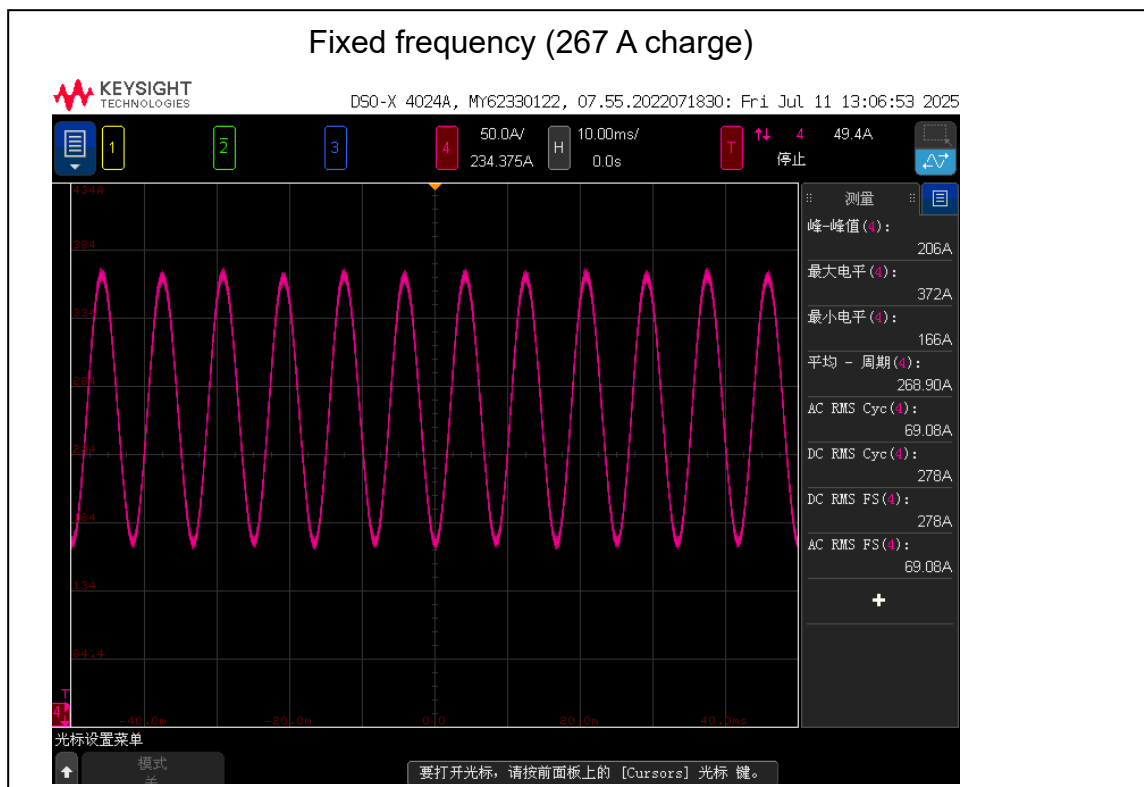 Fixed frequency (267 A charge)
KEYSIGHT
TECHNOLOGIES
DSO-X 4024A, MY62330122, 07.55.2022071830: Fri Jul 11 13:06:53 2025
1
2
3
4
50.0A/
234.375A
H
10.00ms/
0.0s
T
4
49.4A
停止
434A
384
334
284
234
184
134
84.4
T
4
-40.0m
-20.0m
0.0
20.0m
40.0ms
测量
峰-峰值(4):
206A
最大电平(4):
372A
最小电平(4):
166A
平均 - 周期(4):
268.90A
AC RMS Cyc(4):
69.08A
DC RMS Cyc(4):
278A
DC RMS FS(4):
278A
AC RMS FS(4):
69.08A
光标设置菜单
模式
要打开光标，请按前面板上的 [Cursors] 光标 键。